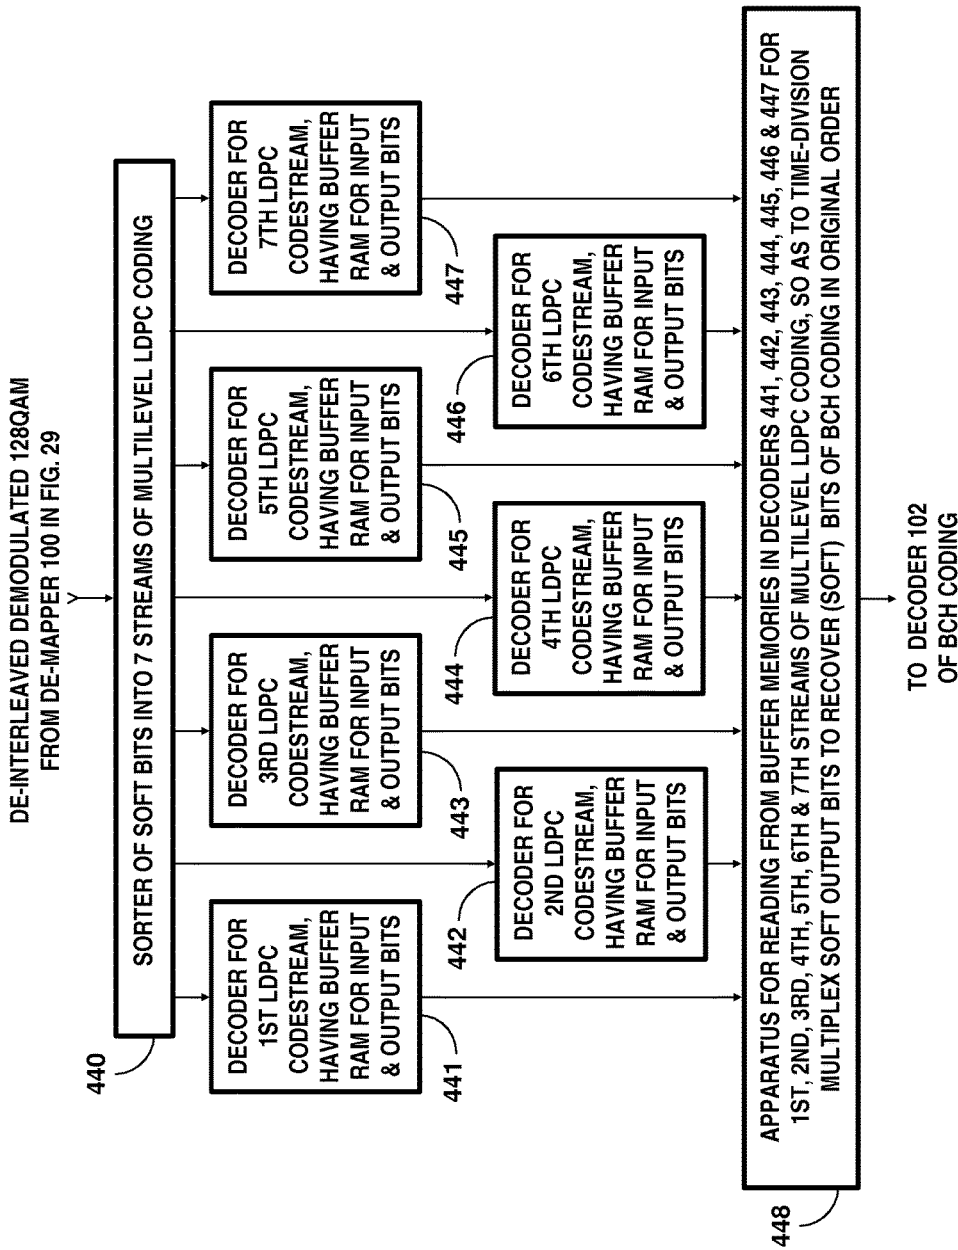 DE-INTERLEAVED DEMODULATED 128QAM
FROM DE-MAPPER 100 IN FIG. 29
440
SORTER OF SOFT BITS INTO 7 STREAMS OF MULTILEVEL LDPC CODING
DECODER FOR
1ST LDPC
CODESTREAM,
HAVING BUFFER
RAM FOR INPUT
& OUTPUT BITS
441
DECODER FOR
2ND LDPC
CODESTREAM,
HAVING BUFFER
RAM FOR INPUT
& OUTPUT BITS
442
DECODER FOR
3RD LDPC
CODESTREAM,
HAVING BUFFER
RAM FOR INPUT
& OUTPUT BITS
443
DECODER FOR
4TH LDPC
CODESTREAM,
HAVING BUFFER
RAM FOR INPUT
& OUTPUT BITS
444
DECODER FOR
5TH LDPC
CODESTREAM,
HAVING BUFFER
RAM FOR INPUT
& OUTPUT BITS
445
DECODER FOR
6TH LDPC
CODESTREAM,
HAVING BUFFER
RAM FOR INPUT
& OUTPUT BITS
446
DECODER FOR
7TH LDPC
CODESTREAM,
HAVING BUFFER
RAM FOR INPUT
& OUTPUT BITS
447
APPARATUS FOR READING FROM BUFFER MEMORIES IN DECODERS 441, 442, 443, 444, 445, 446 & 447 FOR
1ST, 2ND, 3RD, 4TH, 5TH, 6TH & 7TH STREAMS OF MULTILEVEL LDPC CODING, SO AS TO TIME-DIVISION
MULTIPLEX SOFT OUTPUT BITS TO RECOVER (SOFT) BITS OF BCH CODING IN ORIGINAL ORDER
448
TO DECODER 102
OF BCH CODING